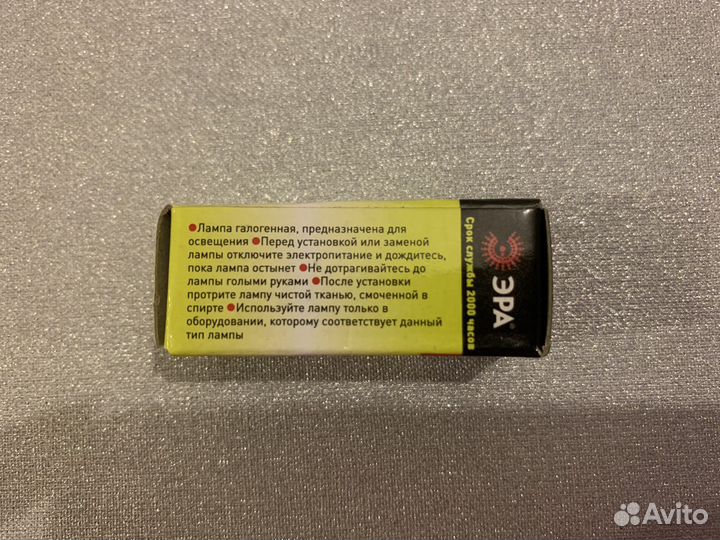 ●Лампа галогенная, предназначена для
освещения ●Перед установкой или заменой
лампы отключите электропитание и дождитесь,
пока лампа остынет ●Не дотрагивайтесь до
лампы голыми руками ●После установки
протрите лампу чистой тканью, смоченной в
спирте ●Используйте лампу только в
оборудовании, которому соответствует данный
тип лампы
Срок службы 2000 часов
ЭРА®
Avito